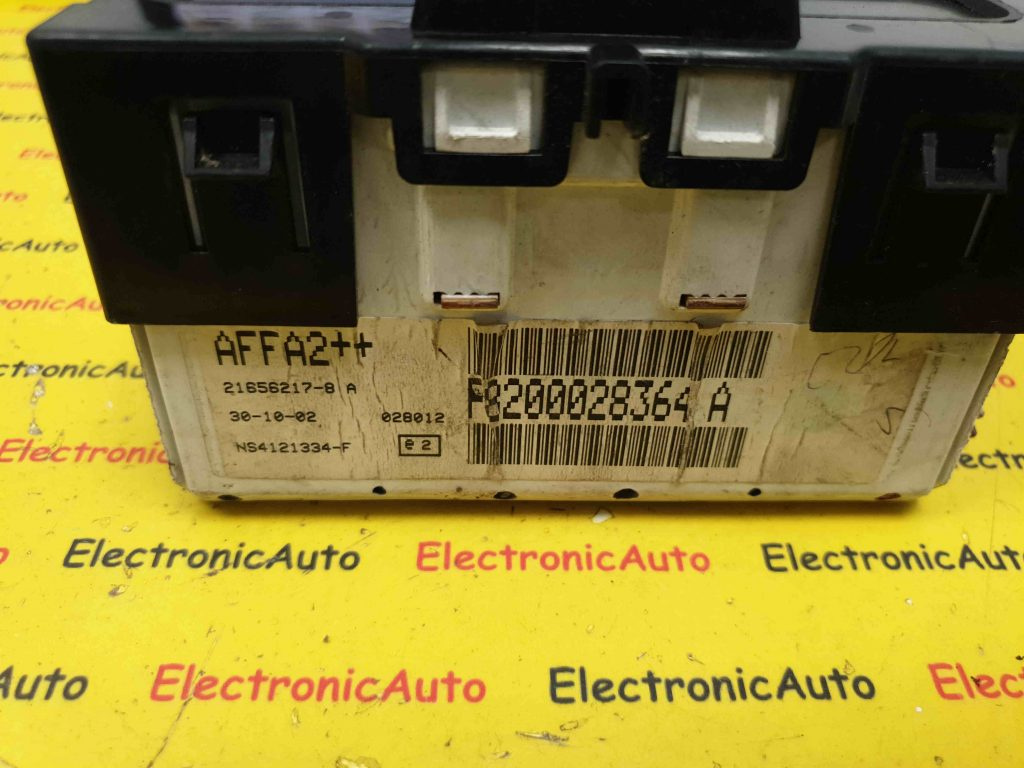 AFFA2++
21656217-8 A
30-10-02 028012
NS4121334-F e2
P8200028364 A
ElectronicAuto
ElectronicAuto ElectronicAuto ElectronicAuto
ElectronicAuto ElectronicAuto